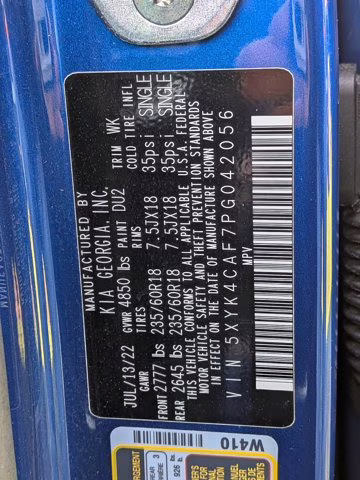 MANUFACTURED BY
KIA GEORGIA, INC.
JUL/13/22 GVWR 4850 lbs PAINT DU2 TRIM WK
GAWR TIRES RIMS COLD TIRE INFL
FRONT 2777 lbs 235/60R18 7.5JX18 35psi SINGLE
REAR 2645 lbs 235/60R18 7.5JX18 35psi SINGLE
THIS VEHICLE CONFORMS TO ALL APPLICABLE U.S.A. FEDERAL
MOTOR VEHICLE SAFETY AND THEFT PREVENTION STANDARDS
IN EFFECT ON THE DATE OF MANUFACTURE SHOWN ABOVE
VIN 5XYK4CAF7PG042056
MPV
W410
REAR 3